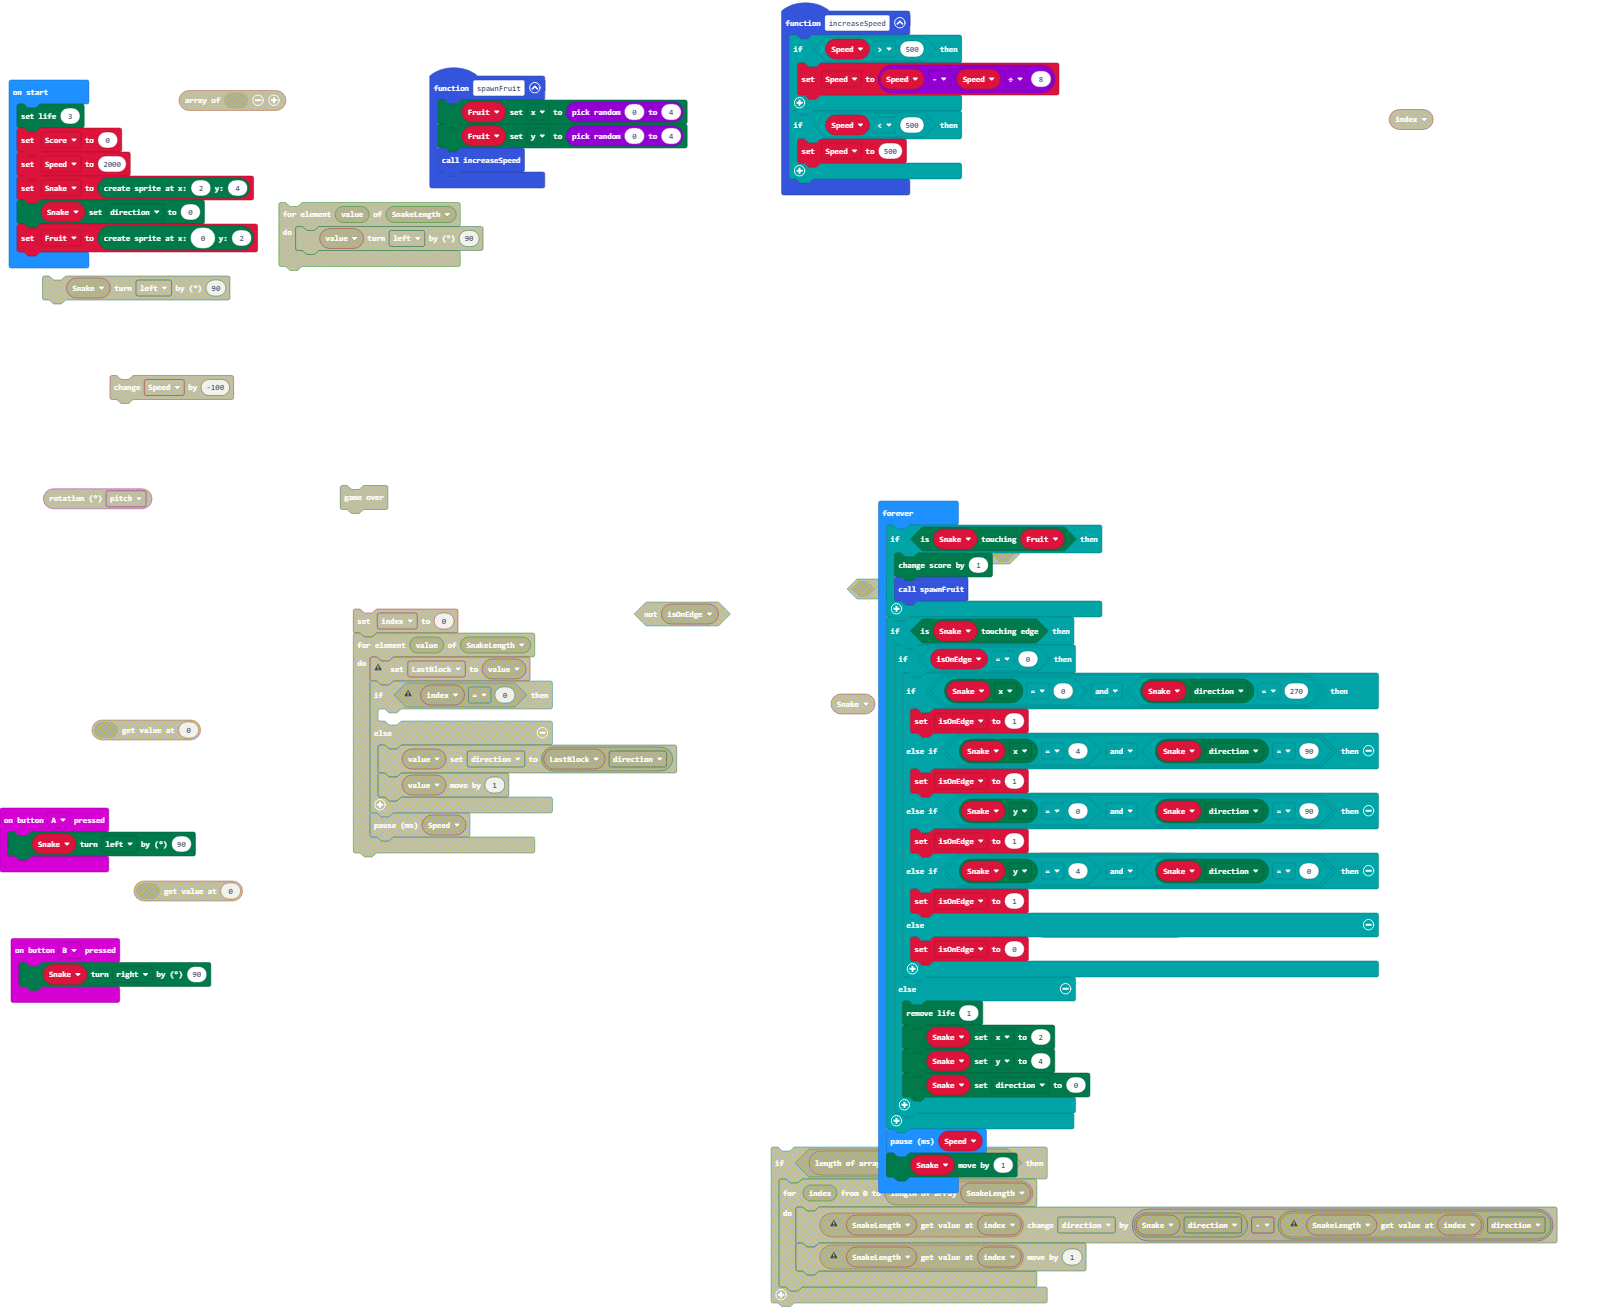 on start
set life 3
set Score to 0
set Speed to 2000
set Snake to create sprite at x: 2 y: 4
Snake set direction to 0
set Fruit to create sprite at x: 0 y: 2
array of
function spawnFruit
Fruit set x to pick random 0 to 4
Fruit set y to pick random 0 to 4
call increaseSpeed
for element value of SnakeLength
do
value turn left by (°) 90
function increaseSpeed
if Speed > 500 then
set Speed to Speed - Speed ÷ 8
if Speed < 500 then
set Speed to 500
index
Snake turn left by (°) 90
change Speed by -100
rotation (°) pitch
game over
not isOnEdge
set index to 0
for element value of SnakeLength
do
set LastBlock to value
if index = 0 then
else
value set direction to LastBlock direction
value move by 1
pause (ms) Speed
get value at 0
on button A pressed
Snake turn left by (°) 90
get value at 0
on button B pressed
Snake turn right by (°) 90
Snake
forever
if is Snake touching Fruit then
change score by 1
call spawnFruit
if is Snake touching edge then
if isOnEdge = 0 then
if Snake x = 0 and Snake direction = 270 then
set isOnEdge to 1
else if Snake x = 4 and Snake direction = 90 then
set isOnEdge to 1
else if Snake y = 0 and Snake direction = 90 then
set isOnEdge to 1
else if Snake y = 4 and Snake direction = 0 then
set isOnEdge to 1
else
set isOnEdge to 0
else
remove life 1
Snake set x to 2
Snake set y to 4
Snake set direction to 0
pause (ms) Speed
Snake move by 1
if length of array then
for index from 0 to length of array SnakeLength
do
SnakeLength get value at index change direction by Snake direction - SnakeLength get value at index direction
SnakeLength get value at index move by 1